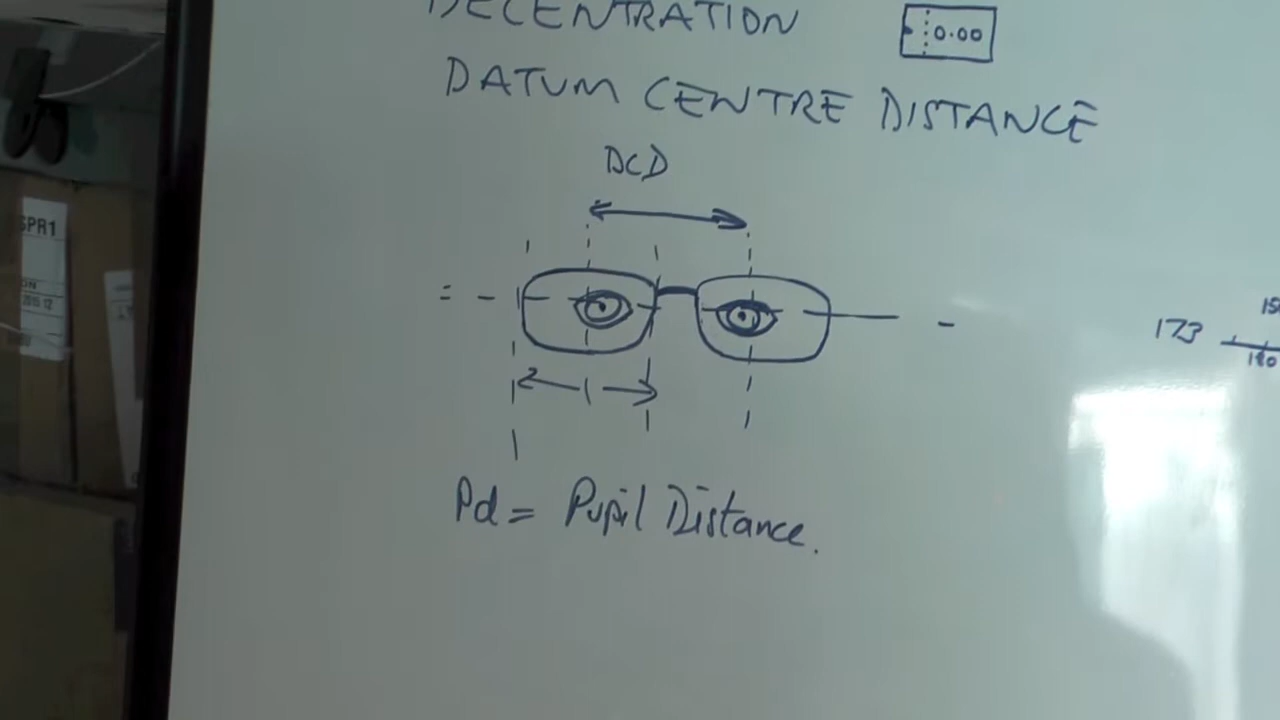 DECENTRATION
0.00
DATUM CENTRE DISTANCE
DCD
Pd = Pupil Distance.
173
180
SPR1